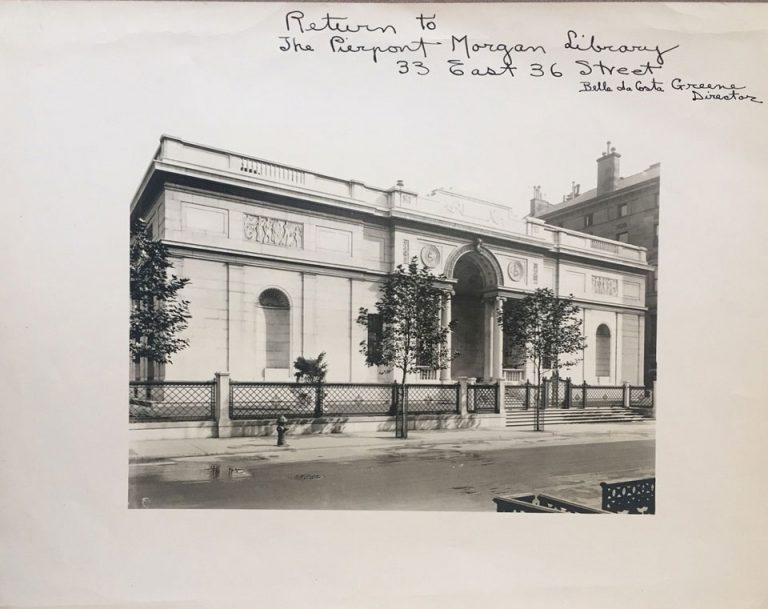 Return to
The Pierpont Morgan Library
33 East 36 Street
Belle da Costa Greene
Director